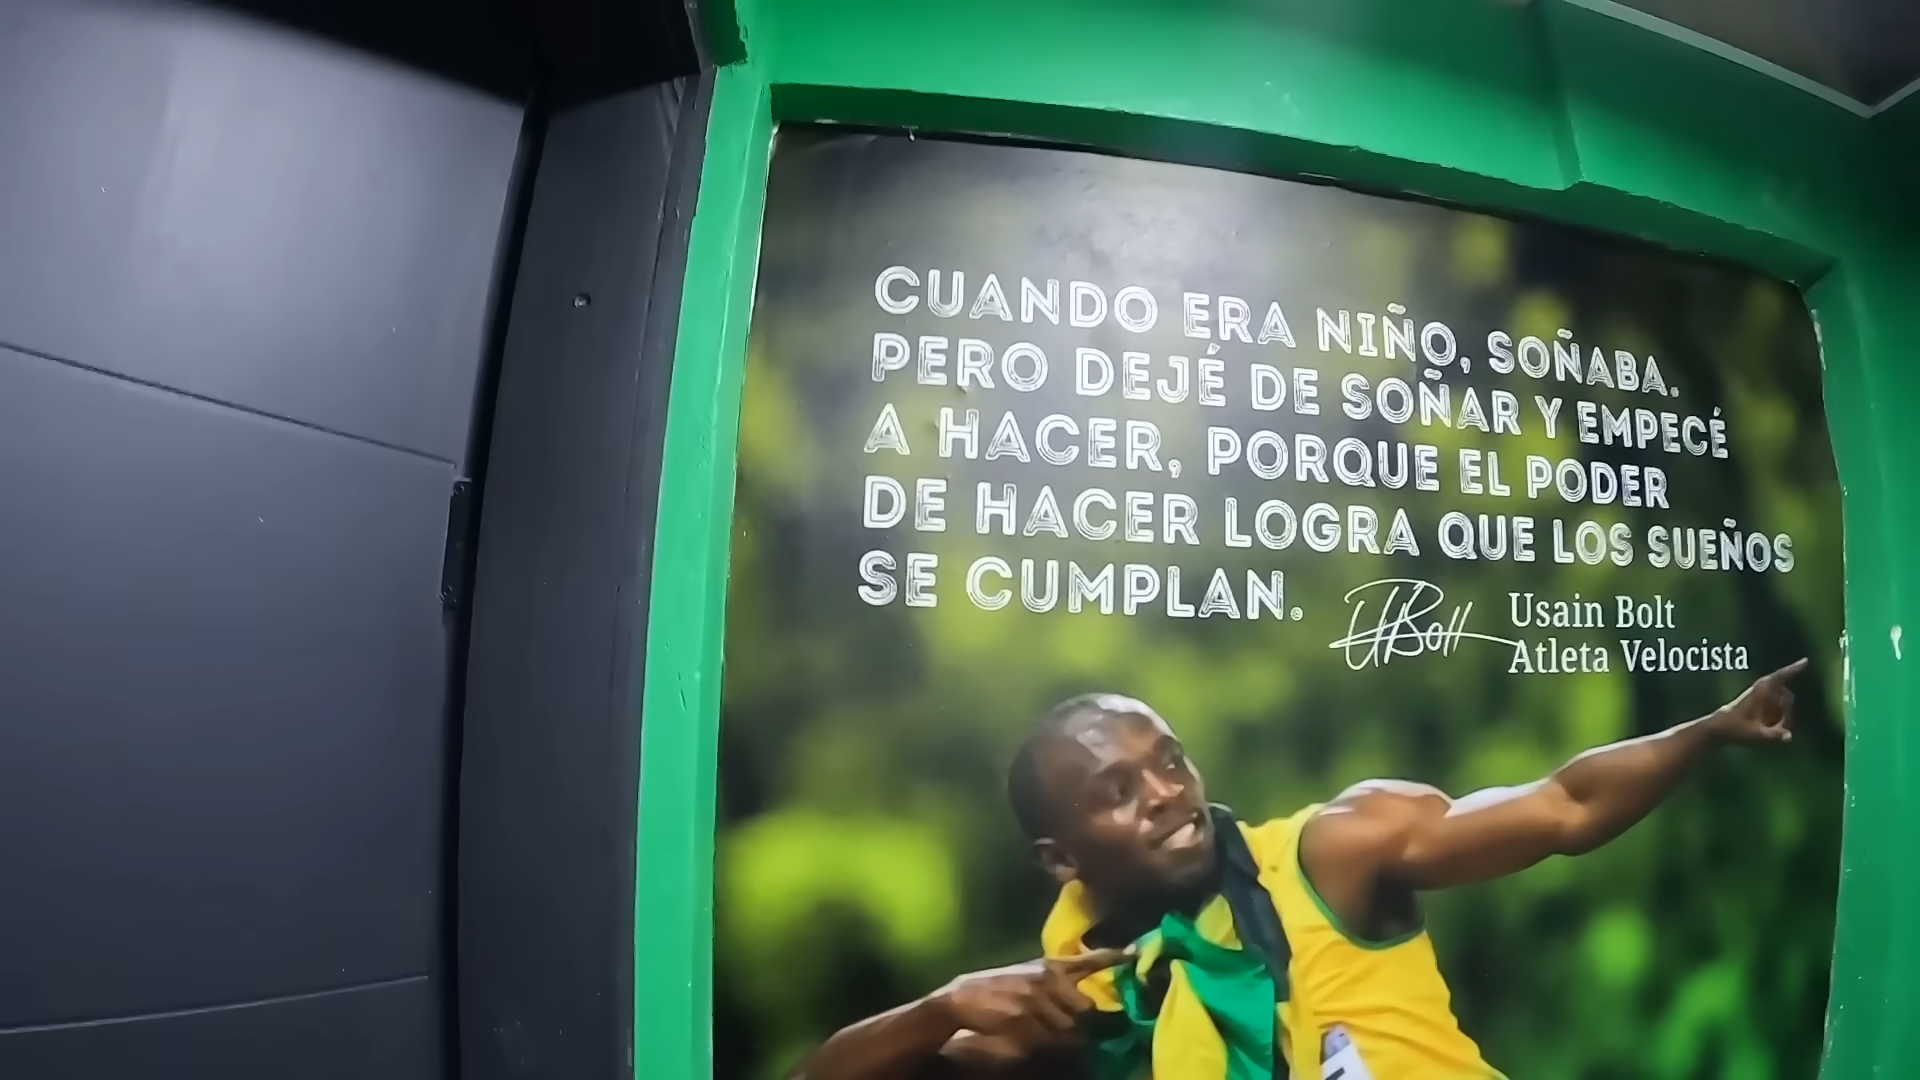 CUANDO ERA NIÑO, SOÑABA.
PERO DEJÉ DE SOÑAR Y EMPECÉ
A HACER, PORQUE EL PODER
DE HACER LOGRA QUE LOS SUEÑOS
SE CUMPLAN.
UBolt
Usain Bolt
Atleta Velocista